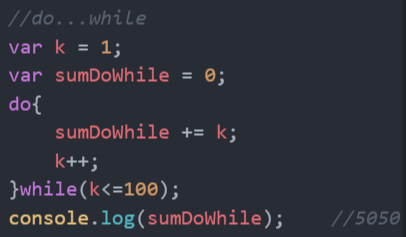 //do...while
var k = 1;
var sumDoWhile = 0;
do{
    sumDoWhile += k;
    k++;
}while(k<=100);
console.log(sumDoWhile);    //5050